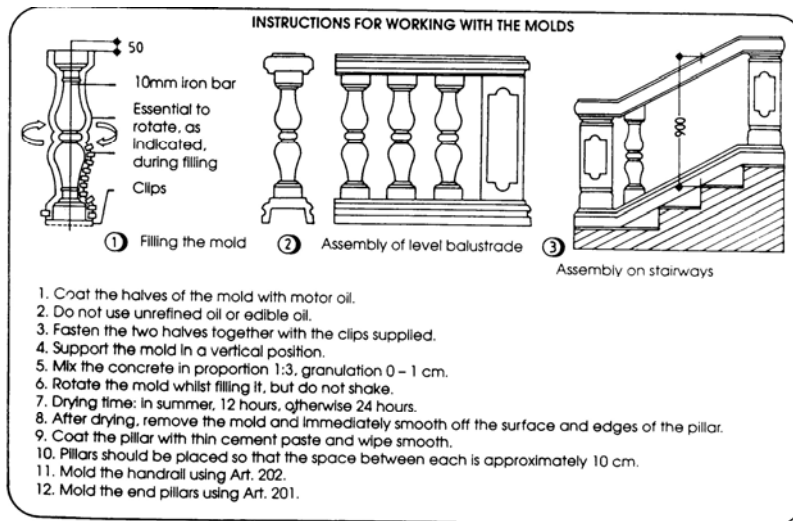 INSTRUCTIONS FOR WORKING WITH THE MOLDS
50
10mm iron bar
Essential to
rotate, as
indicated,
during filling
Clips
1 Filling the mold
2 Assembly of level balustrade
900
3
Assembly on stairways
1. Coat the halves of the mold with motor oil.
2. Do not use unrefined oil or edible oil.
3. Fasten the two halves together with the clips supplied.
4. Support the mold in a vertical position.
5. Mix the concrete in proportion 1:3, granulation 0 – 1 cm.
6. Rotate the mold whilst filling it, but do not shake.
7. Drying time: in summer, 12 hours, otherwise 24 hours.
8. After drying, remove the mold and immediately smooth off the surface and edges of the pillar.
9. Coat the pillar with thin cement paste and wipe smooth.
10. Pillars should be placed so that the space between each is approximately 10 cm.
11. Mold the handrail using Art. 202.
12. Mold the end pillars using Art. 201.